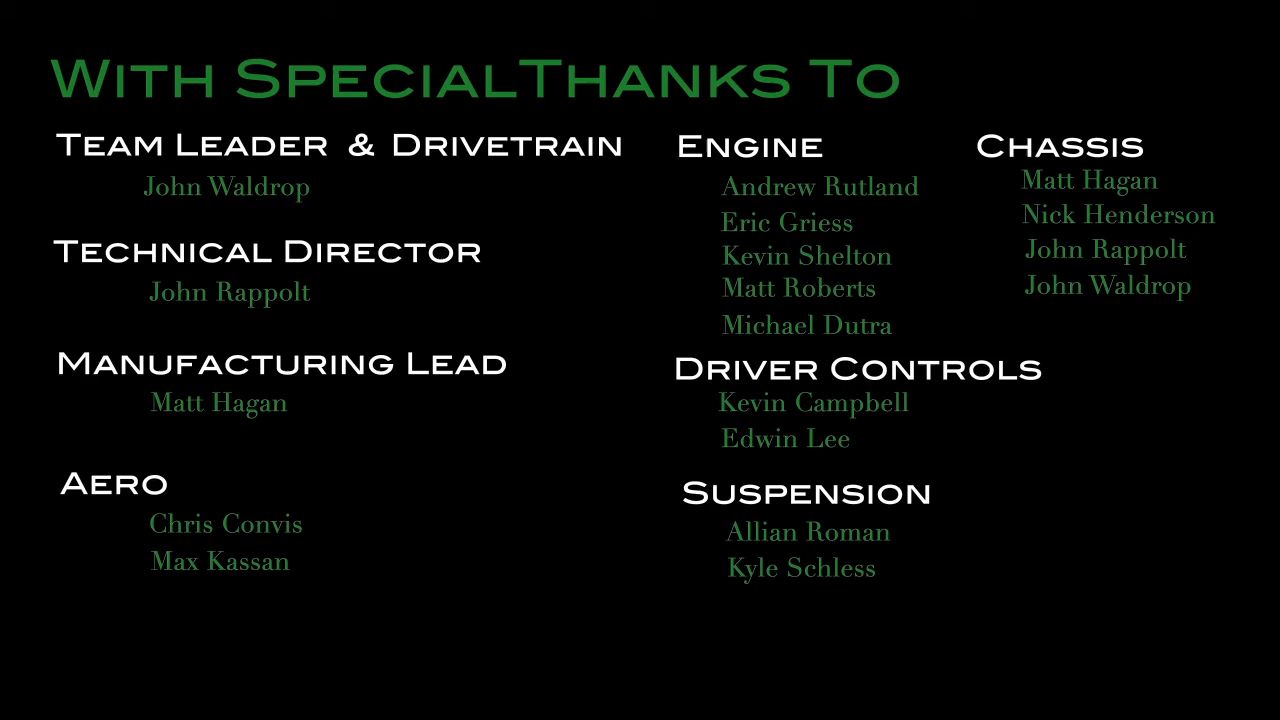 With SpecialThanks To
Team Leader & Drivetrain
John Waldrop
Technical Director
John Rappolt
Manufacturing Lead
Matt Hagan
Aero
Chris Convis
Max Kassan
Engine
Andrew Rutland
Eric Griess
Kevin Shelton
Matt Roberts
Michael Dutra
Driver Controls
Kevin Campbell
Edwin Lee
Suspension
Allian Roman
Kyle Schless
Chassis
Matt Hagan
Nick Henderson
John Rappolt
John Waldrop